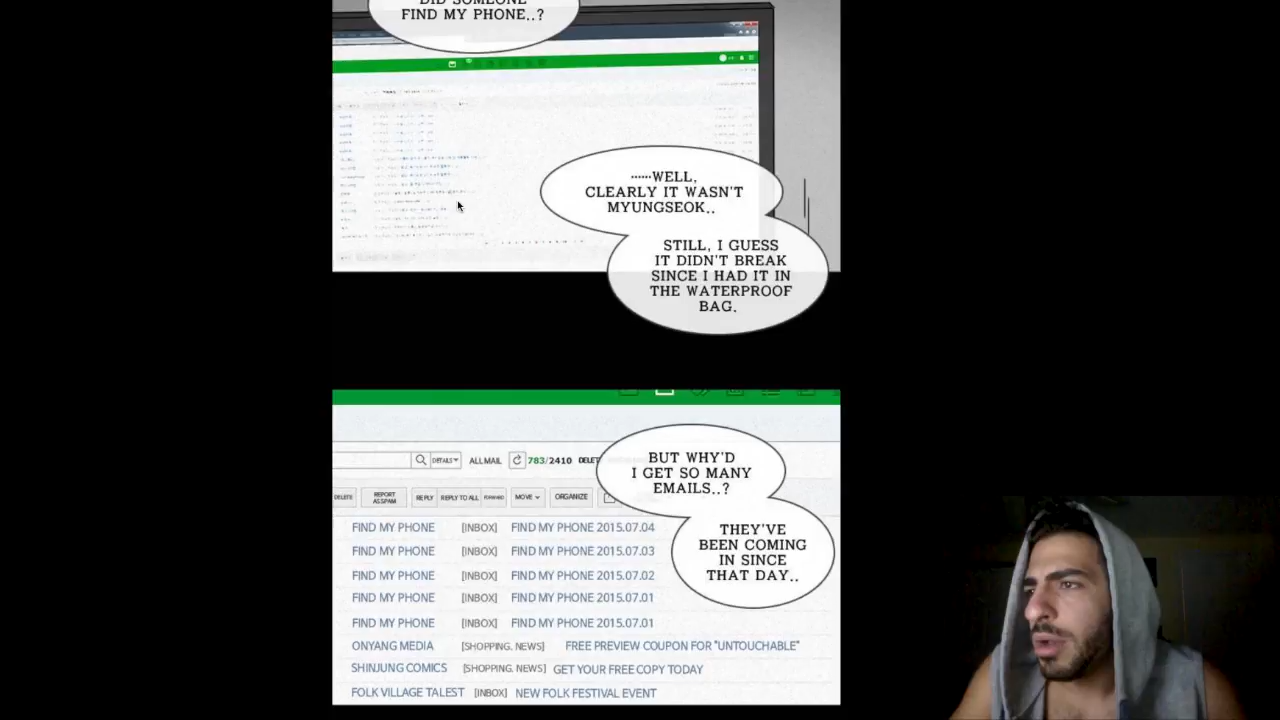 DID SOMEONE
FIND MY PHONE..?
······WELL,
CLEARLY IT WASN'T
MYUNGSEOK..
STILL, I GUESS
IT DIDN'T BREAK
SINCE I HAD IT IN
THE WATERPROOF
BAG.
BUT WHY'D
I GET SO MANY
EMAILS..?
THEY'VE
BEEN COMING
IN SINCE
THAT DAY..
DETAILS ALL MAIL 783/2410 DELETE
DELETE REPORT AS SPAM REPLY REPLY TO ALL FORWARD MOVE ORGANIZE
FIND MY PHONE [INBOX] FIND MY PHONE 2015.07.04
FIND MY PHONE [INBOX] FIND MY PHONE 2015.07.03
FIND MY PHONE [INBOX] FIND MY PHONE 2015.07.02
FIND MY PHONE [INBOX] FIND MY PHONE 2015.07.01
FIND MY PHONE [INBOX] FIND MY PHONE 2015.07.01
ONYANG MEDIA [SHOPPING. NEWS] FREE PREVIEW COUPON FOR "UNTOUCHABLE"
SHINJUNG COMICS [SHOPPING. NEWS] GET YOUR FREE COPY TODAY
FOLK VILLAGE TALEST [INBOX] NEW FOLK FESTIVAL EVENT